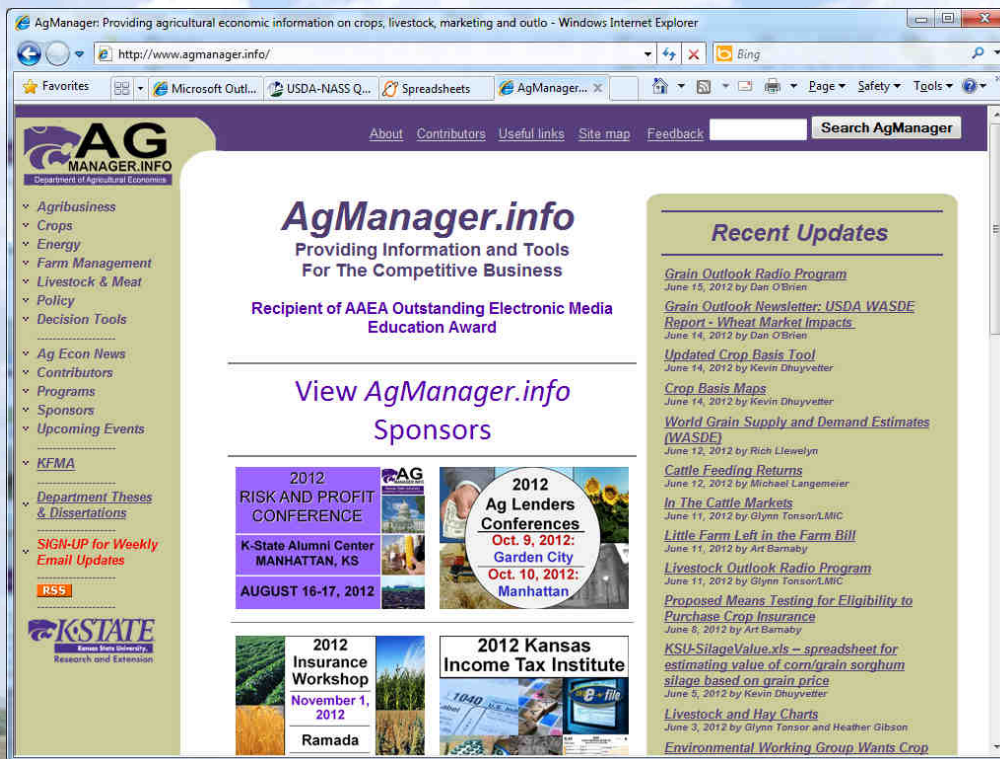 AgManager: Providing agricultural economic information on crops, livestock, marketing and outlo - Windows Internet Explorer
http://www.agmanager.info/
Bing
Favorites
Microsoft Outl...
USDA-NASS Q...
Spreadsheets
AgManager...
Page
Safety
Tools
AG
MANAGER.INFO
Department of Agricultural Economics
About Contributors Useful links Site map Feedback
Search AgManager
Agribusiness
Crops
Energy
Farm Management
Livestock & Meat
Policy
Decision Tools
--------------------
Ag Econ News
Contributors
Programs
Sponsors
Upcoming Events
--------------------
KFMA
--------------------
Department Theses
& Dissertations
--------------------
SIGN-UP for Weekly
Email Updates
--------------------
RSS
--------------------
K-STATE
Kansas State University,
Research and Extension
AgManager.info
Providing Information and Tools
For The Competitive Business
Recipient of AAEA Outstanding Electronic Media
Education Award
View AgManager.info
Sponsors
2012
RISK AND PROFIT
CONFERENCE
AG
K-State Alumni Center
MANHATTAN, KS
AUGUST 16-17, 2012
2012
Ag Lenders
Conferences
Oct. 9, 2012:
Garden City
Oct. 10, 2012:
Manhattan
2012
Insurance
Workshop
November 1,
2012
Ramada
2012 Kansas
Income Tax Institute
1040
Label
U.S. Indi
e-file
Recent Updates
Grain Outlook Radio Program
June 15, 2012 by Dan O'Brien
Grain Outlook Newsletter: USDA WASDE
Report - Wheat Market Impacts
June 14, 2012 by Dan O'Brien
Updated Crop Basis Tool
June 14, 2012 by Kevin Dhuyvetter
Crop Basis Maps
June 14, 2012 by Kevin Dhuyvetter
World Grain Supply and Demand Estimates
(WASDE)
June 12, 2012 by Rich Llewelyn
Cattle Feeding Returns
June 12, 2012 by Michael Langemeier
In The Cattle Markets
June 11, 2012 by Glynn Tonsor/LMIC
Little Farm Left in the Farm Bill
June 11, 2012 by Art Barnaby
Livestock Outlook Radio Program
June 11, 2012 by Glynn Tonsor/LMIC
Proposed Means Testing for Eligibility to
Purchase Crop Insurance
June 8, 2012 by Art Barnaby
KSU-SilageValue.xls -- spreadsheet for
estimating value of corn/grain sorghum
silage based on grain price
June 5, 2012 by Kevin Dhuyvetter
Livestock and Hay Charts
June 3, 2012 by Glynn Tonsor and Heather Gibson
Environmental Working Group Wants Crop